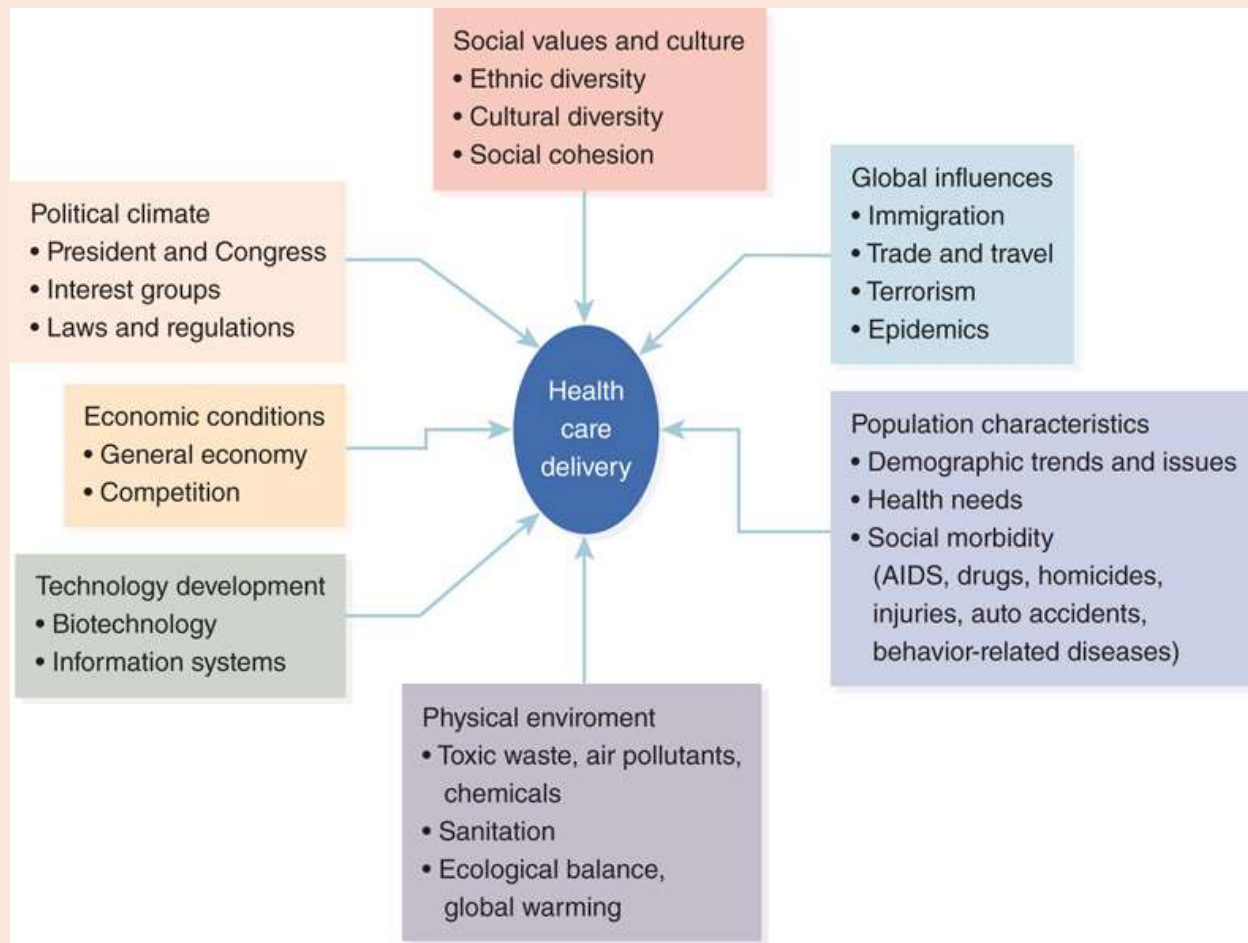 Social values and culture
• Ethnic diversity
• Cultural diversity
• Social cohesion
Global influences
• Immigration
• Trade and travel
• Terrorism
• Epidemics
Political climate
• President and Congress
• Interest groups
• Laws and regulations
Health
care
delivery
Economic conditions
• General economy
• Competition
Population characteristics
• Demographic trends and issues
• Health needs
• Social morbidity
(AIDS, drugs, homicides,
injuries, auto accidents,
behavior-related diseases)
Technology development
• Biotechnology
• Information systems
Physical enviroment
• Toxic waste, air pollutants,
chemicals
• Sanitation
• Ecological balance,
global warming